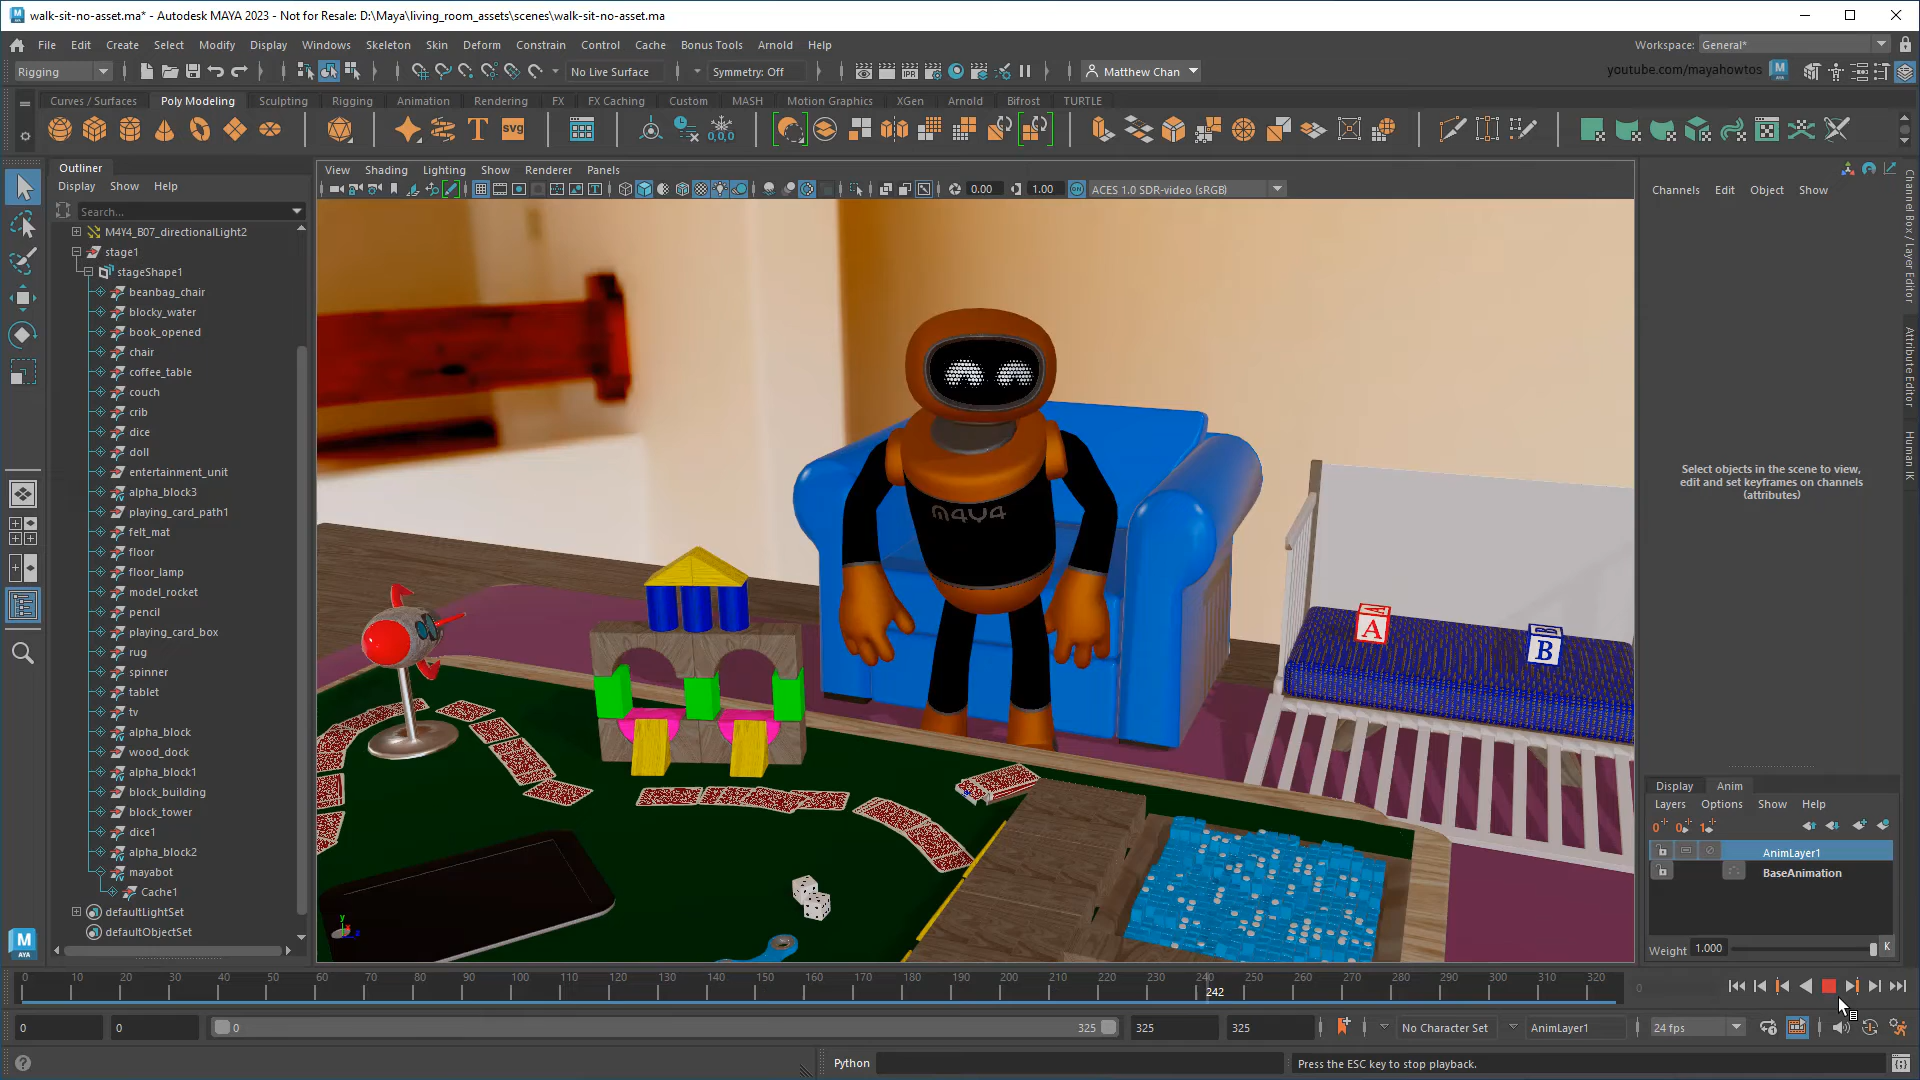 walk-sit-no-asset.ma* - Autodesk MAYA 2023 - Not for Resale: D:\Maya\living_room_assets\scenes\walk-sit-no-asset.ma
File Edit Create Select Modify Display Windows Skeleton Skin Deform Constrain Control Cache Bonus Tools Arnold Help
Workspace: General*
Rigging
No Live Surface
Symmetry: Off
IPR
Matthew Chan
youtube.com/mayahowtos
Curves / Surfaces Poly Modeling Sculpting Rigging Animation Rendering FX FX Caching Custom MASH Motion Graphics XGen Arnold Bifrost TURTLE
SVG
0,0,0
Outliner
Display Show Help
Search...
M4Y4_B07_directionalLight2
stage1
stageShape1
beanbag_chair
blocky_water
book_opened
chair
coffee_table
couch
crib
dice
doll
entertainment_unit
alpha_block3
playing_card_path1
felt_mat
floor
floor_lamp
model_rocket
pencil
playing_card_box
rug
spinner
tablet
tv
alpha_block
wood_dock
alpha_block1
block_building
block_tower
dice1
alpha_block2
mayabot
Cache1
defaultLightSet
defaultObjectSet
AYA
View Shading Lighting Show Renderer Panels
0.00
1.00
ACES 1.0 SDR-video (sRGB)
M4Y4
A
B
y
Channels Edit Object Show
Select objects in the scene to view,
edit and set keyframes on channels
(attributes)
Channel Box / Layer Editor
Attribute Editor
Human IK
Display Anim
Layers Options Show Help
AnimLayer1
BaseAnimation
Weight 1.000
K
0 10 20 30 40 50 60 70 80 90 100 110 120 130 140 150 160 170 180 190 200 210 220 230 240 250 260 270 280 290 300 310 320
242
0
0
0
0
325
325
325
No Character Set
AnimLayer1
24 fps
Python
Press the ESC key to stop playback.